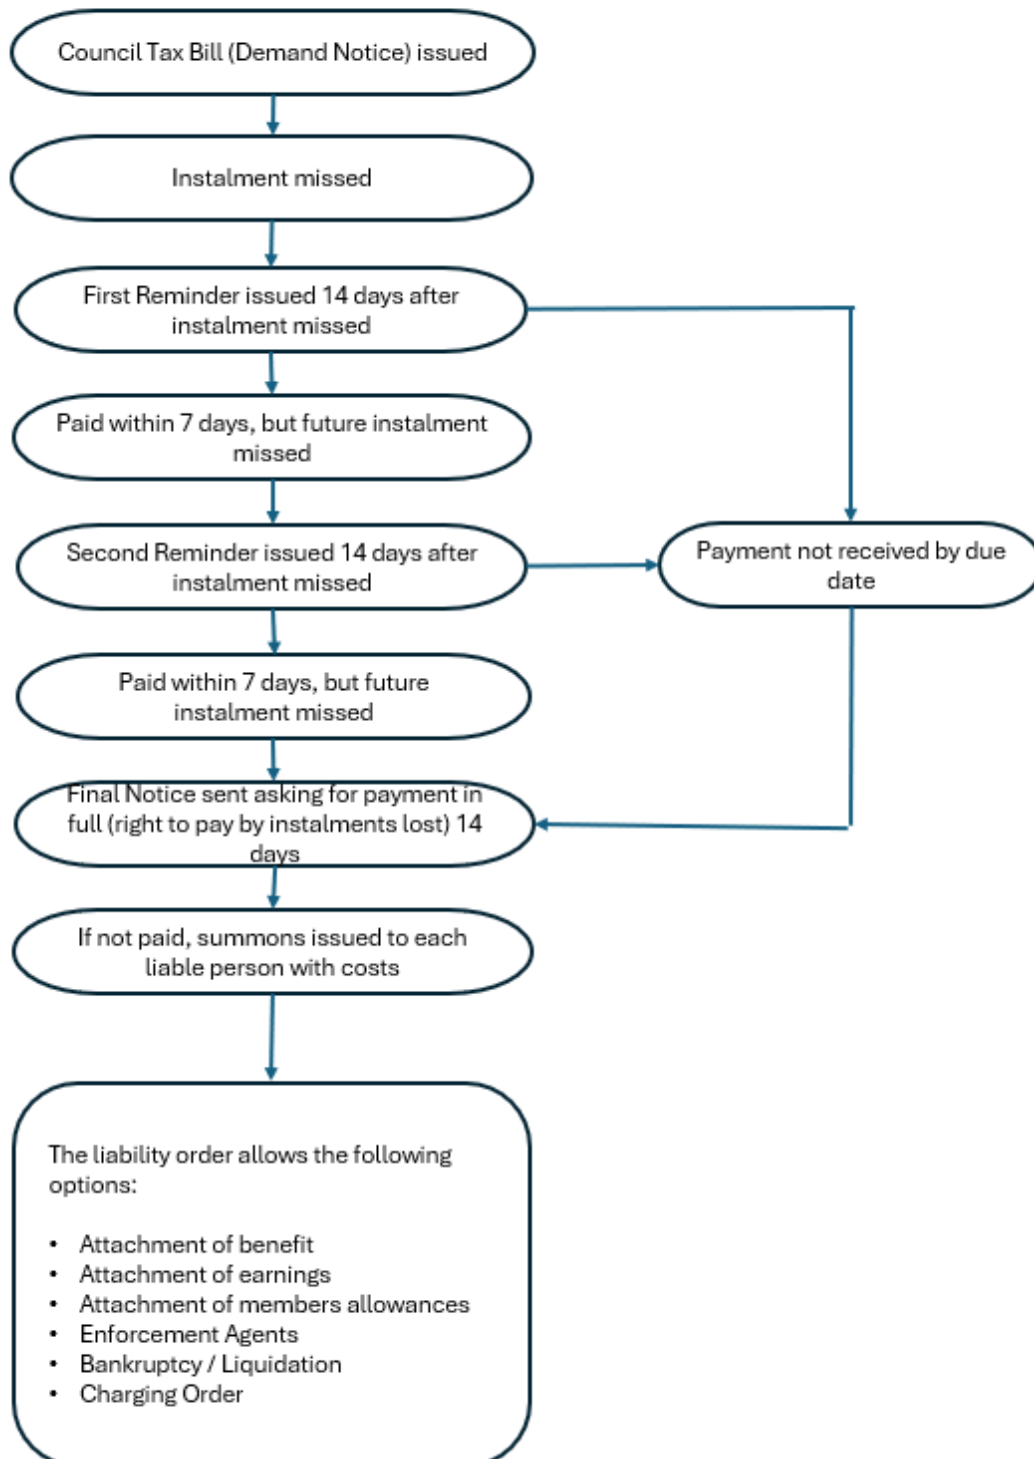 Council Tax Bill (Demand Notice) issued
Instalment missed
First Reminder issued 14 days after
instalment missed
Paid within 7 days, but future instalment
missed
Second Reminder issued 14 days after
instalment missed
Payment not received by due
date
Paid within 7 days, but future
instalment missed
Final Notice sent asking for payment in
full (right to pay by instalments lost) 14
days
If not paid, summons issued to each
liable person with costs
The liability order allows the following
options:
• Attachment of benefit
• Attachment of earnings
• Attachment of members allowances
• Enforcement Agents
• Bankruptcy / Liquidation
• Charging Order